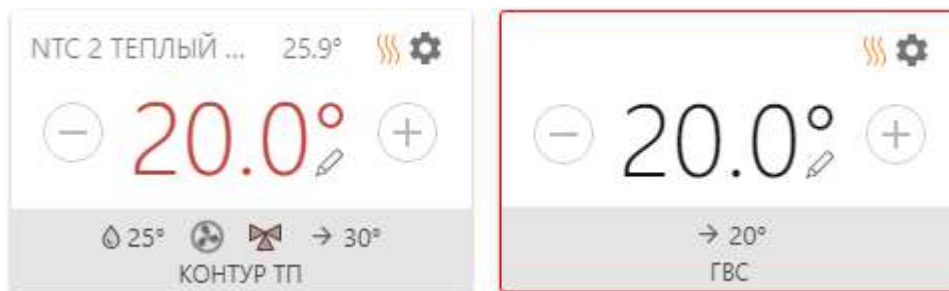 NTC 2 ТЕПЛЫЙ ... 25.9°
20.0°
25° → 30°
КОНТУР ТП
20.0°
→ 20°
ГВС